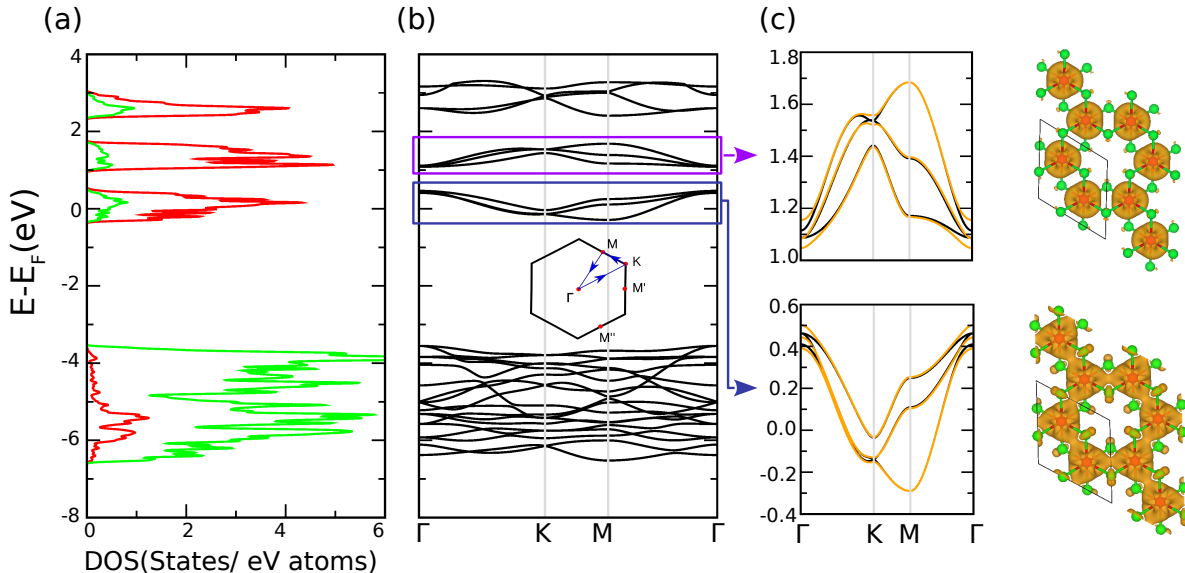 (a)
(b)
(c)
E-E_F(eV)
4
2
0
-2
-4
-6
-8
0
2
4
6
DOS(States/ eV atoms)
M
K
Γ
M'
M''
Γ
K
M
Γ
1.8
1.6
1.4
1.2
1.0
0.6
0.4
0.2
0.0
-0.2
-0.4
Γ
K
M
Γ